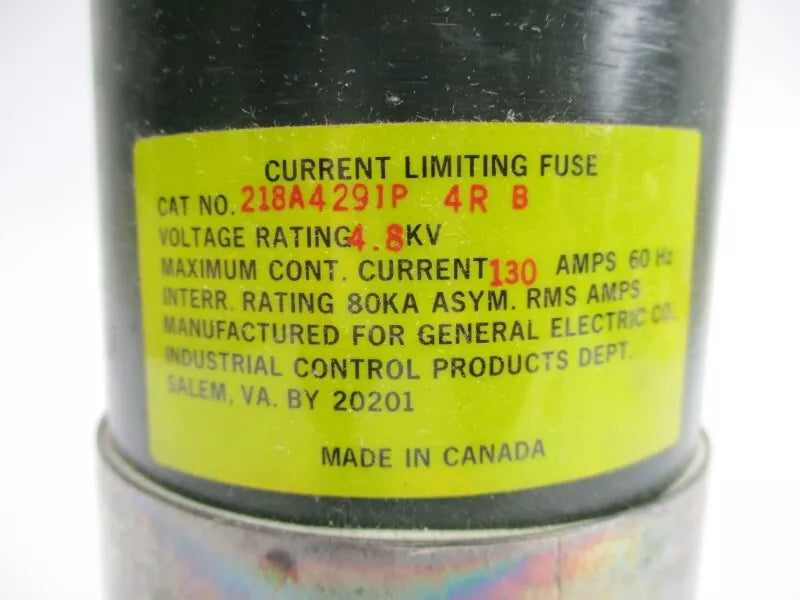 CURRENT LIMITING FUSE
CAT NO. 218A4291P 4R B
VOLTAGE RATING 4.8KV
MAXIMUM CONT. CURRENT 130 AMPS 60 Hz
INTERR. RATING 80KA ASYM. RMS AMPS
MANUFACTURED FOR GENERAL ELECTRIC CO.
INDUSTRIAL CONTROL PRODUCTS DEPT.
SALEM, VA. BY 20201
MADE IN CANADA